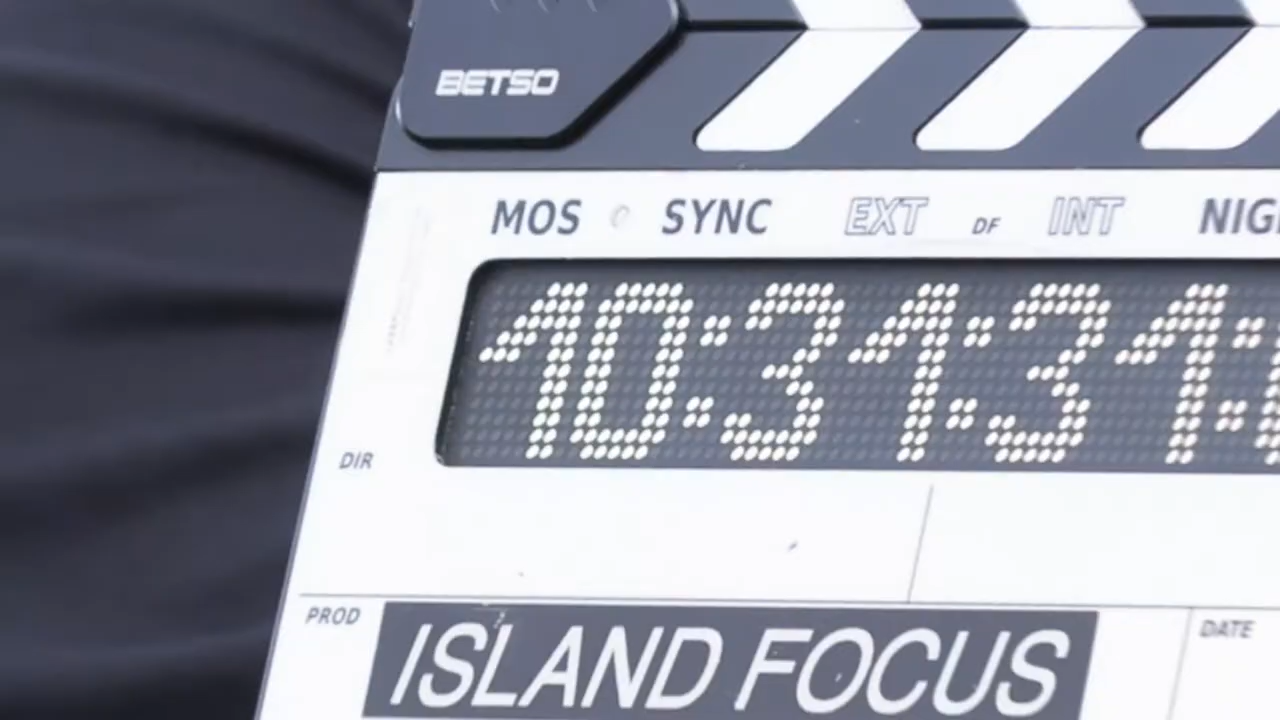 BETSO
MOS SYNC EXT DF INT
10:31:31:
DIR
PROD ISLAND FOCUS DATE